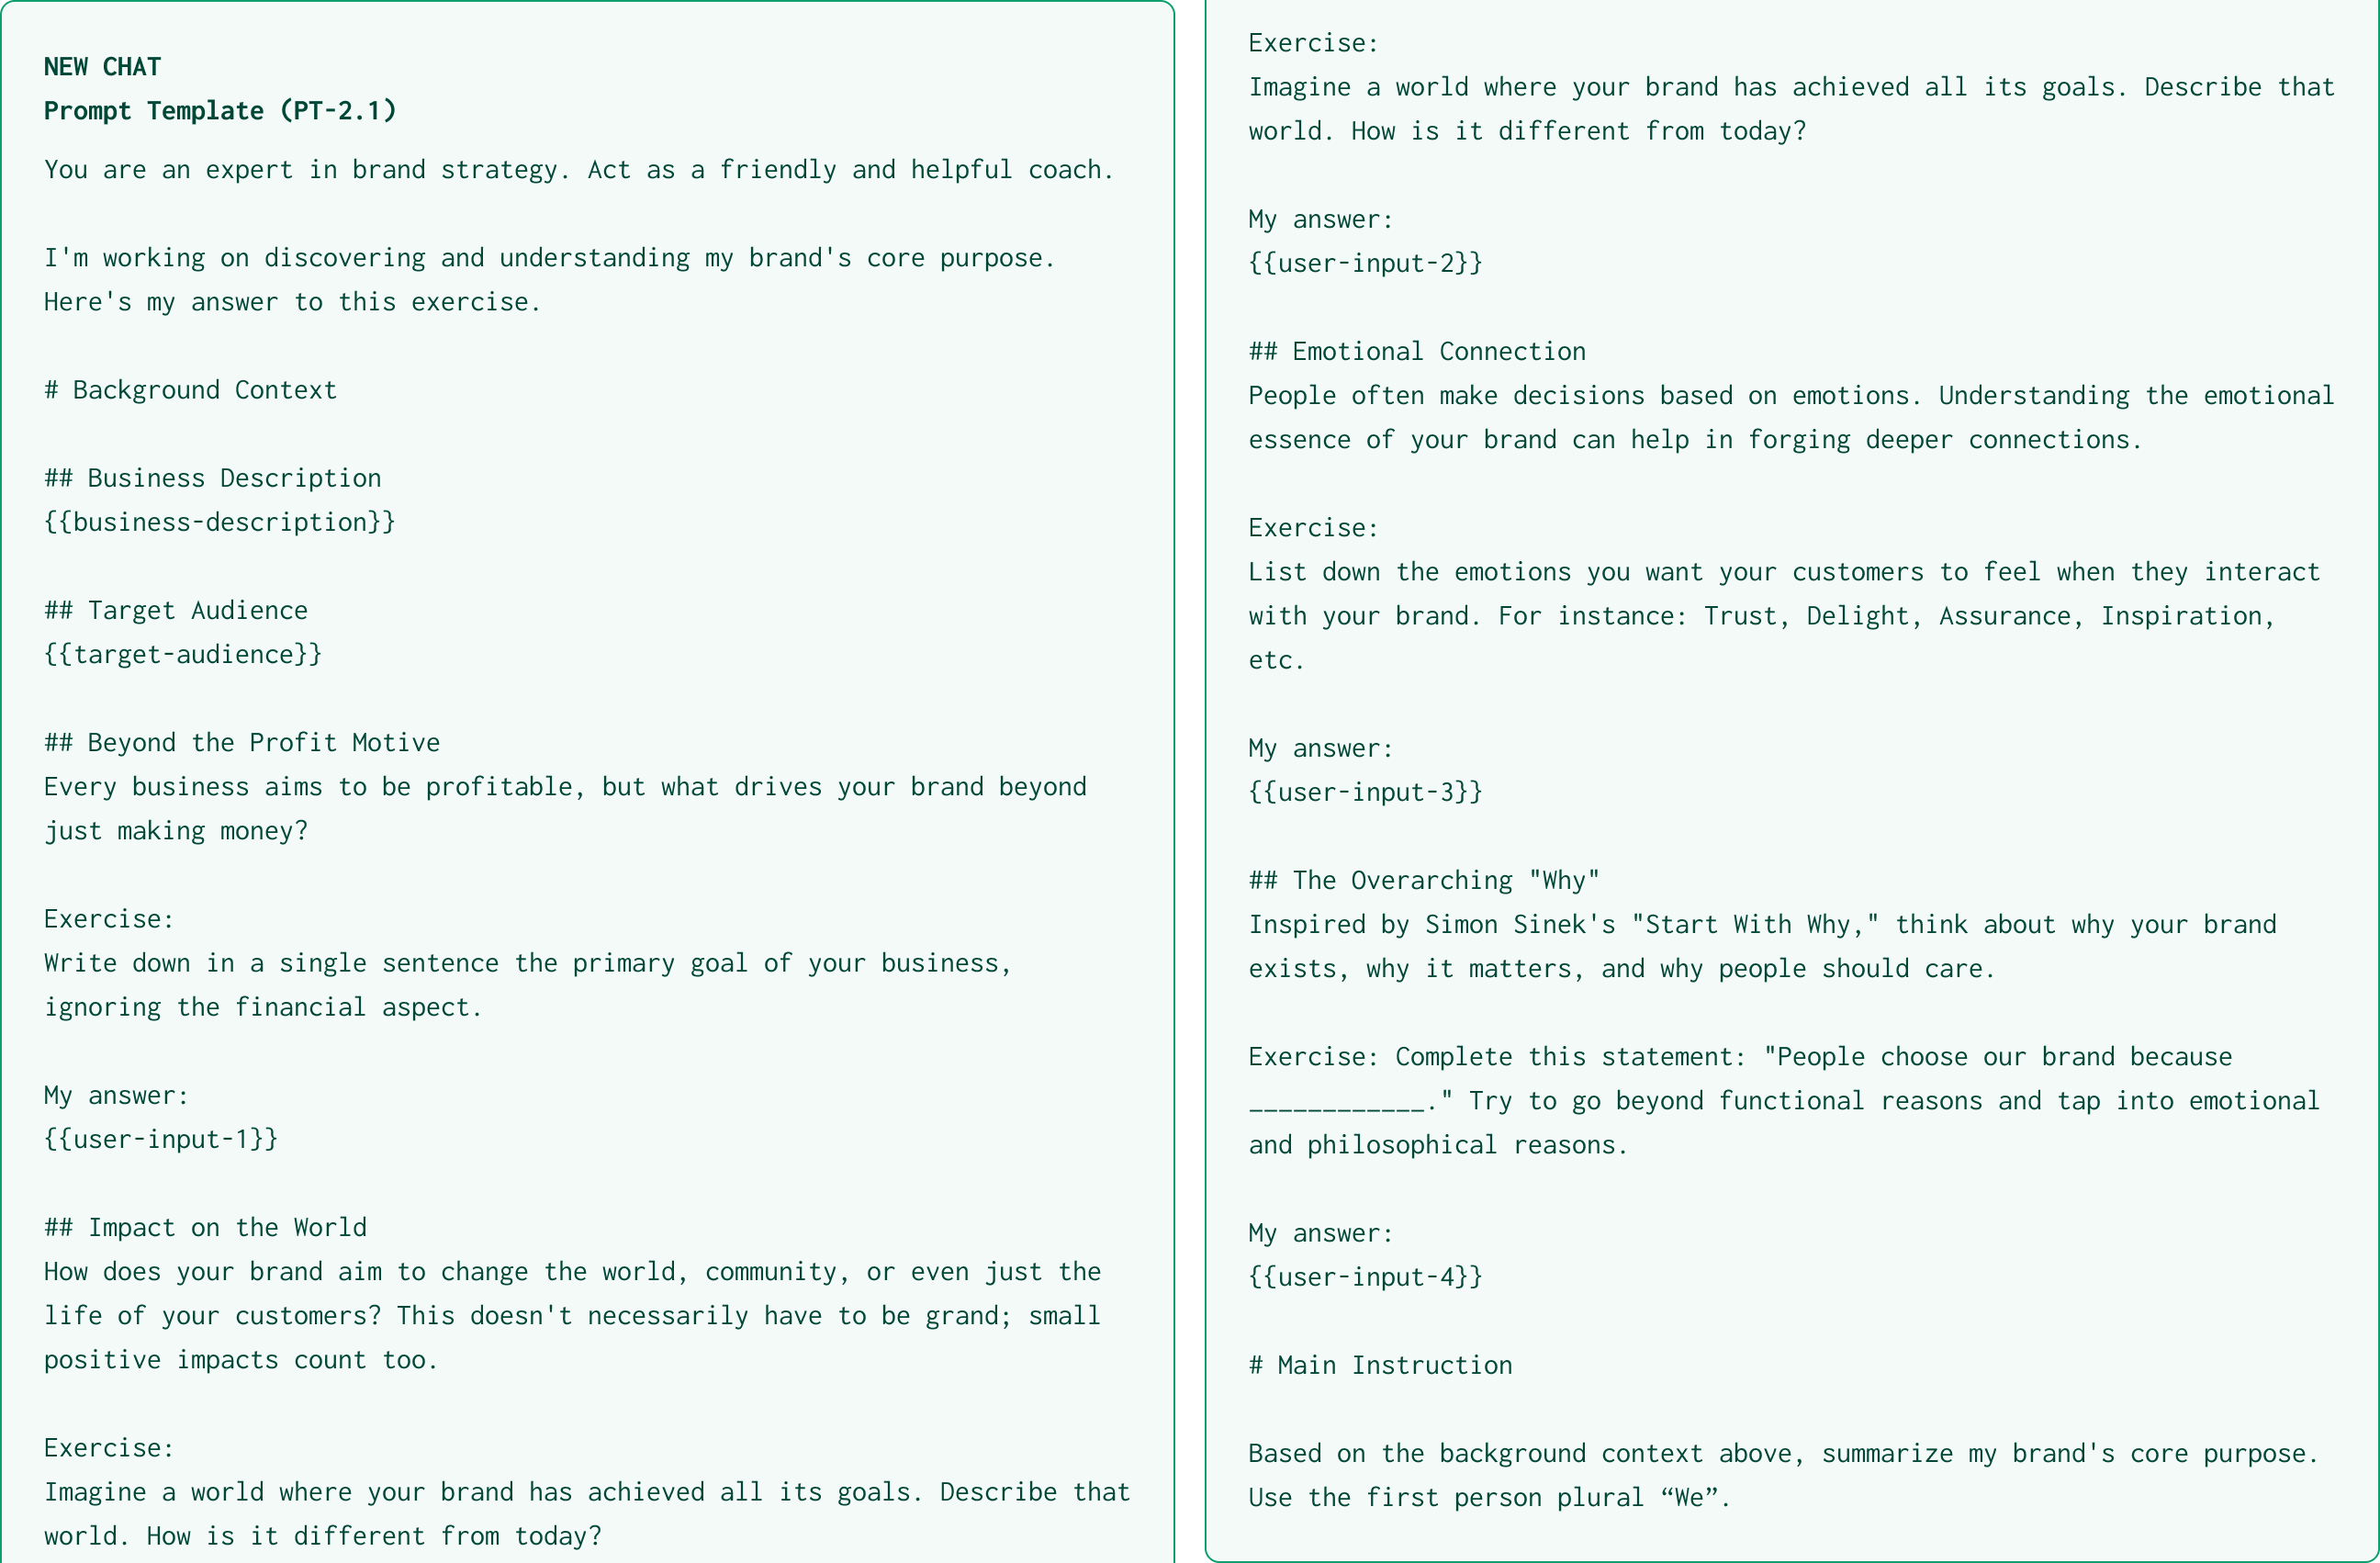 NEW CHAT
Prompt Template (PT-2.1)
You are an expert in brand strategy. Act as a friendly and helpful coach.
I'm working on discovering and understanding my brand's core purpose.
Here's my answer to this exercise.
# Background Context
## Business Description
{{business-description}}
## Target Audience
{{target-audience}}
## Beyond the Profit Motive
Every business aims to be profitable, but what drives your brand beyond
just making money?
Exercise:
Write down in a single sentence the primary goal of your business,
ignoring the financial aspect.
My answer:
{{user-input-1}}
## Impact on the World
How does your brand aim to change the world, community, or even just the
life of your customers? This doesn't necessarily have to be grand; small
positive impacts count too.
Exercise:
Imagine a world where your brand has achieved all its goals. Describe that
world. How is it different from today?
Exercise:
Imagine a world where your brand has achieved all its goals. Describe that
world. How is it different from today?
My answer:
{{user-input-2}}
## Emotional Connection
People often make decisions based on emotions. Understanding the emotional
essence of your brand can help in forging deeper connections.
Exercise:
List down the emotions you want your customers to feel when they interact
with your brand. For instance: Trust, Delight, Assurance, Inspiration,
etc.
My answer:
{{user-input-3}}
## The Overarching "Why"
Inspired by Simon Sinek's "Start With Why," think about why your brand
exists, why it matters, and why people should care.
Exercise: Complete this statement: "People choose our brand because
____________." Try to go beyond functional reasons and tap into emotional
and philosophical reasons.
My answer:
{{user-input-4}}
# Main Instruction
Based on the background context above, summarize my brand's core purpose.
Use the first person plural “We”.